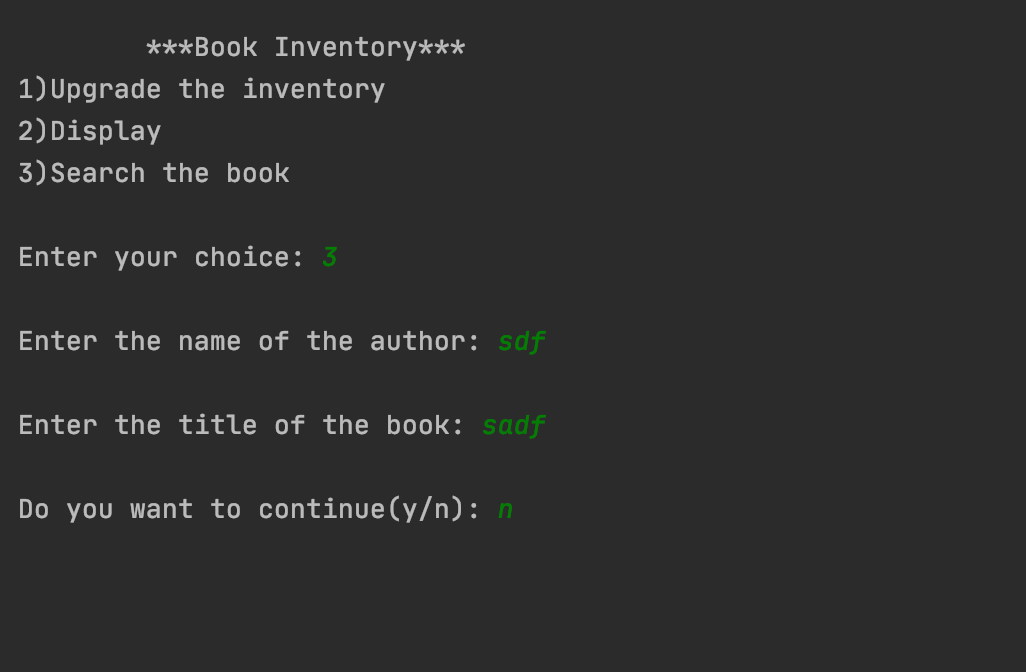 ***Book Inventory***
1)Upgrade the inventory
2)Display
3)Search the book
Enter your choice: 3
Enter the name of the author: sdf
Enter the title of the book: sadf
Do you want to continue(y/n): n